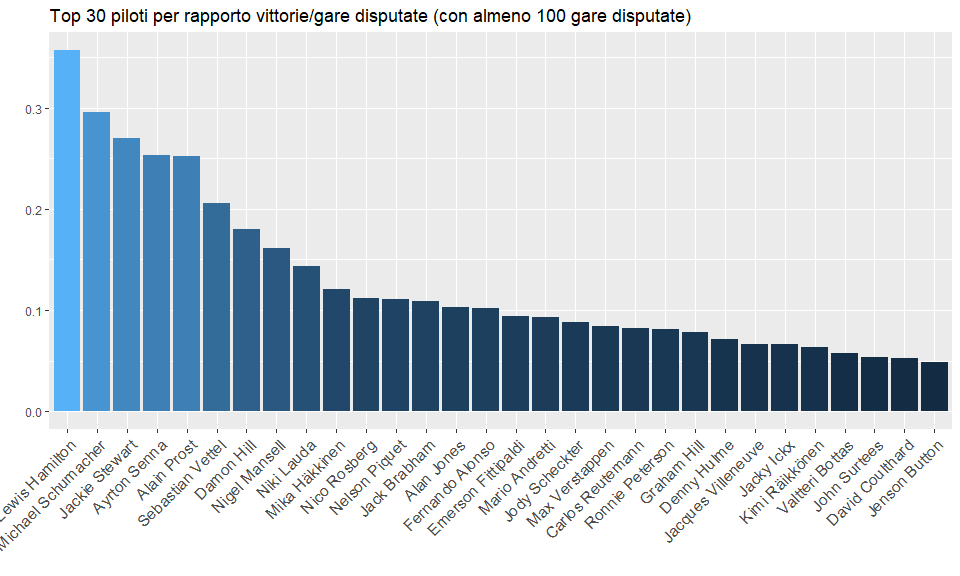 Top 30 piloti per rapporto vittorie/gare disputate (con almeno 100 gare disputate)
0.3
0.2
0.1
0.0
Lewis Hamilton
Michael Schumacher
Jackie Stewart
Ayrton Senna
Alain Prost
Sebastian Vettel
Damon Hill
Nigel Mansell
Niki Lauda
Mika Häkkinen
Nico Rosberg
Nelson Piquet
Jack Brabham
Alan Jones
Fernando Alonso
Emerson Fittipaldi
Mario Andretti
Jody Scheckter
Max Verstappen
Carlos Reutemann
Ronnie Peterson
Graham Hill
Denny Hulme
Jacques Villeneuve
Jacky Ickx
Kimi Räikkönen
Valtteri Bottas
John Surtees
David Coulthard
Jenson Button